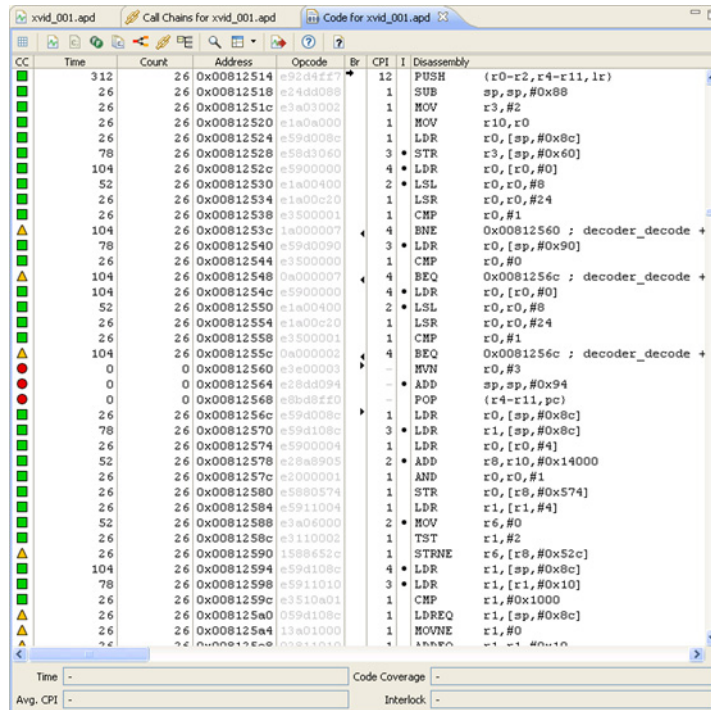 xvid_001.apd Call Chains for xvid_001.apd Code for xvid_001.apd
CC Time Count Address Opcode Br CPI I Disassembly
312 26 0x00812514 e92d4ff7 12 PUSH {r0-r2,r4-r11,lr}
26 26 0x00812518 e24dd088 1 SUB sp,sp,#0x88
26 26 0x0081251c e3a03002 1 MOV r3,#2
26 26 0x00812520 e1a0a000 1 MOV r10,r0
26 26 0x00812524 e59d008c 1 LDR r0,[sp,#0x8c]
78 26 0x00812528 e58d3060 3 • STR r3,[sp,#0x60]
104 26 0x0081252c e5900000 4 • LDR r0,[r0,#0]
52 26 0x00812530 e1a00400 2 • LSL r0,r0,#8
26 26 0x00812534 e1a00c20 1 LSR r0,r0,#24
26 26 0x00812538 e3500001 1 CMP r0,#1
104 26 0x0081253c 1a000007 4 BNE 0x00812560 ; decoder_decode +
78 26 0x00812540 e59d0090 3 • LDR r0,[sp,#0x90]
26 26 0x00812544 e3500000 1 CMP r0,#0
104 26 0x00812548 0a000007 4 BEQ 0x0081256c ; decoder_decode +
104 26 0x0081254c e5900000 4 • LDR r0,[r0,#0]
52 26 0x00812550 e1a00400 2 • LSL r0,r0,#8
26 26 0x00812554 e1a00c20 1 LSR r0,r0,#24
26 26 0x00812558 e3500001 1 CMP r0,#1
104 26 0x0081255c 0a000002 4 BEQ 0x0081256c ; decoder_decode +
0 0 0x00812560 e3e00003 - MVN r0,#3
0 0 0x00812564 e28dd094 - • ADD sp,sp,#0x94
0 0 0x00812568 e8bd8ff0 - POP {r4-r11,pc}
26 26 0x0081256c e59d008c 1 LDR r0,[sp,#0x8c]
78 26 0x00812570 e59d108c 3 • LDR r1,[sp,#0x8c]
26 26 0x00812574 e5900004 1 LDR r0,[r0,#4]
52 26 0x00812578 e28a8905 2 • ADD r8,r10,#0x14000
26 26 0x0081257c e2000001 1 AND r0,r0,#1
26 26 0x00812580 e5880574 1 STR r0,[r8,#0x574]
26 26 0x00812584 e5911004 1 LDR r1,[r1,#4]
52 26 0x00812588 e3a06000 2 • MOV r6,#0
26 26 0x0081258c e3110002 1 TST r1,#2
26 26 0x00812590 1588652c 1 STRNE r6,[r8,#0x52c]
104 26 0x00812594 e59d108c 4 • LDR r1,[sp,#0x8c]
78 26 0x00812598 e5911010 3 • LDR r1,[r1,#0x10]
26 26 0x0081259c e3510a01 1 CMP r1,#0x1000
26 26 0x008125a0 059d108c 1 LDREQ r1,[sp,#0x8c]
26 26 0x008125a4 13a01000 1 MOVNE r1,#0
26 26 0x008125a8 02811010 1 ADDEQ r1,r1,#0x10
Time - Code Coverage -
Avg. CPI - Interlock -